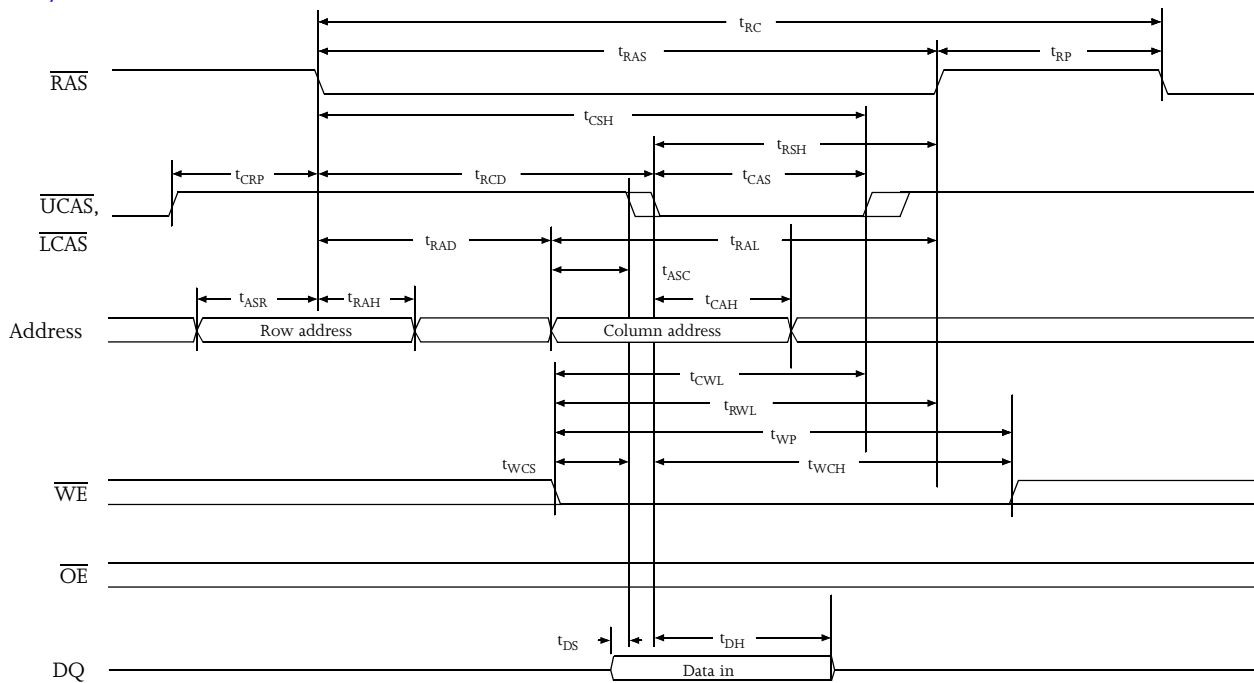 tRC
tRAS
tRP
RAS
tCSH
tRSH
tCRP
tRCD
tCAS
UCAS,
LCAS
tRAD
tRAL
tASC
tASR
tRAH
tCAH
Address
Row address
Column address
tCWL
tRWL
tWP
tWCS
tWCH
WE
OE
tDS
tDH
DQ
Data in